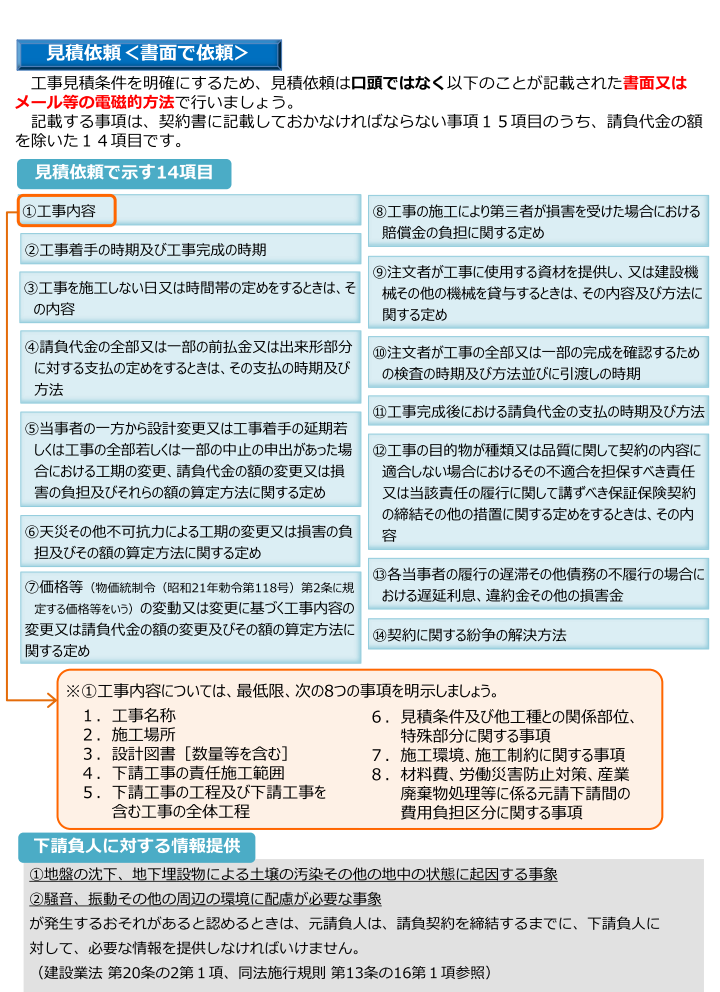 見積依頼＜書面で依頼＞
工事見積条件を明確にするため、見積依頼は口頭ではなく以下のことが記載された書面又は
メール等の電磁的方法で行いましょう。
記載する事項は、契約書に記載しておかなければならない事項１５項目のうち、請負代金の額
を除いた１４項目です。
見積依頼で示す14項目
①工事内容
②工事着手の時期及び工事完成の時期
③工事を施工しない日又は時間帯の定めをするときは、そ
の内容
④請負代金の全部又は一部の前払金又は出来形部分
に対する支払の定めをするときは、その支払の時期及び
方法
⑤当事者の一方から設計変更又は工事着手の延期若
しくは工事の全部若しくは一部の中止の申出があった場
合における工期の変更、請負代金の額の変更又は損
害の負担及びそれらの額の算定方法に関する定め
⑥天災その他不可抗力による工期の変更又は損害の負
担及びその額の算定方法に関する定め
⑦価格等（物価統制令（昭和21年勅令第118号）第2条に規
定する価格等をいう）の変動又は変更に基づく工事内容の
変更又は請負代金の額の変更及びその額の算定方法に
関する定め
⑧工事の施工により第三者が損害を受けた場合における
賠償金の負担に関する定め
⑨注文者が工事に使用する資材を提供し、又は建設機
械その他の機械を貸与するときは、その内容及び方法に
関する定め
⑩注文者が工事の全部又は一部の完成を確認するため
の検査の時期及び方法並びに引渡しの時期
⑪工事完成後における請負代金の支払の時期及び方法
⑫工事の目的物が種類又は品質に関して契約の内容に
適合しない場合におけるその不適合を担保すべき責任
又は当該責任の履行に関して講ずべき保証保険契約
の締結その他の措置に関する定めをするときは、その内
容
⑬各当事者の履行の遅滞その他債務の不履行の場合に
おける遅延利息、違約金その他の損害金
⑭契約に関する紛争の解決方法
※①工事内容については、最低限、次の8つの事項を明示しましょう。
１．工事名称
２．施工場所
３．設計図書［数量等を含む］
４．下請工事の責任施工範囲
５．下請工事の工程及び下請工事を
含む工事の全体工程
６．見積条件及び他工種との関係部位、
特殊部分に関する事項
７．施工環境、施工制約に関する事項
８．材料費、労働災害防止対策、産業
廃棄物処理等に係る元請下請間の
費用負担区分に関する事項
下請負人に対する情報提供
①地盤の沈下、地下埋設物による土壌の汚染その他の地中の状態に起因する事象
②騒音、振動その他の周辺の環境に配慮が必要な事象
が発生するおそれがあると認めるときは、元請負人は、請負契約を締結するまでに、下請負人に
対して、必要な情報を提供しなければいけません。
（建設業法 第20条の2第１項、同法施行規則 第13条の16第１項参照）